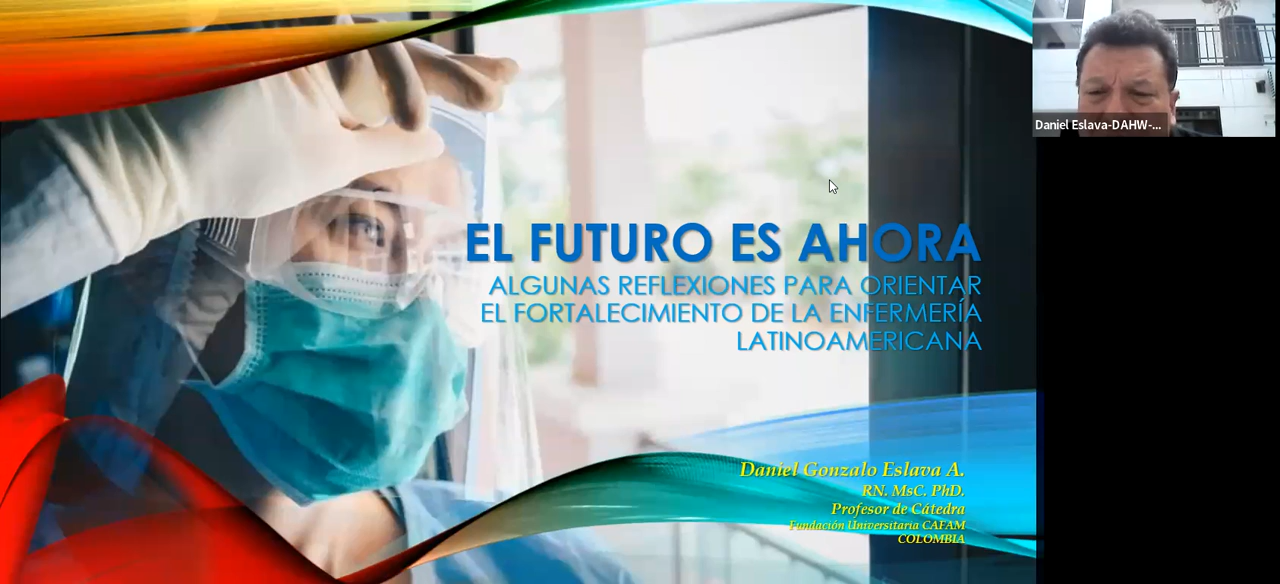 Daniel Eslava-DAHW-...
EL FUTURO ES AHORA
ALGUNAS REFLEXIONES PARA ORIENTAR
EL FORTALECIMIENTO DE LA ENFERMERÍA
LATINOAMERICANA
Daniel Gonzalo Eslava A.
RN. MsC. PhD.
Profesor de Cátedra
Fundación Universitaria CAFAM
COLOMBIA